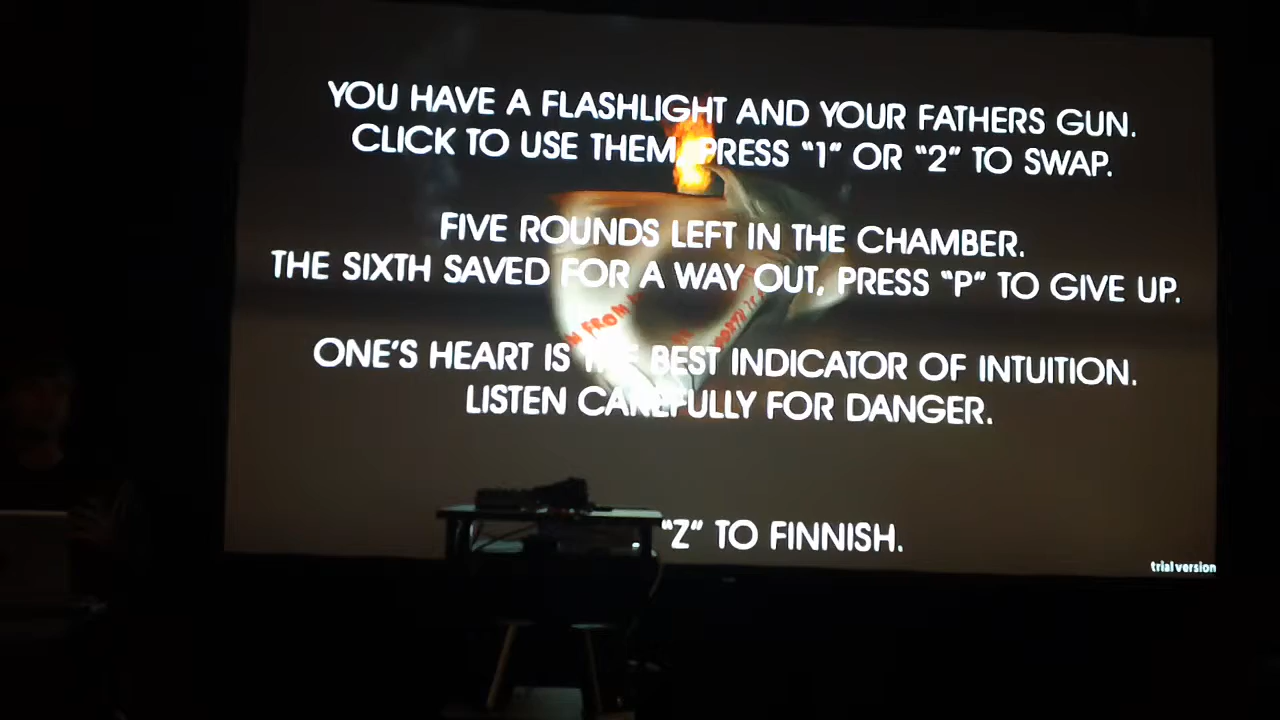 YOU HAVE A FLASHLIGHT AND YOUR FATHERS GUN.
CLICK TO USE THEM, PRESS “1” OR “2” TO SWAP.
FIVE ROUNDS LEFT IN THE CHAMBER.
THE SIXTH SAVED FOR A WAY OUT, PRESS “P” TO GIVE UP.
FROM
ONE’S HEART IS THE BEST INDICATOR OF INTUITION.
LISTEN CAREFULLY FOR DANGER.
“Z” TO FINNISH.
trial version